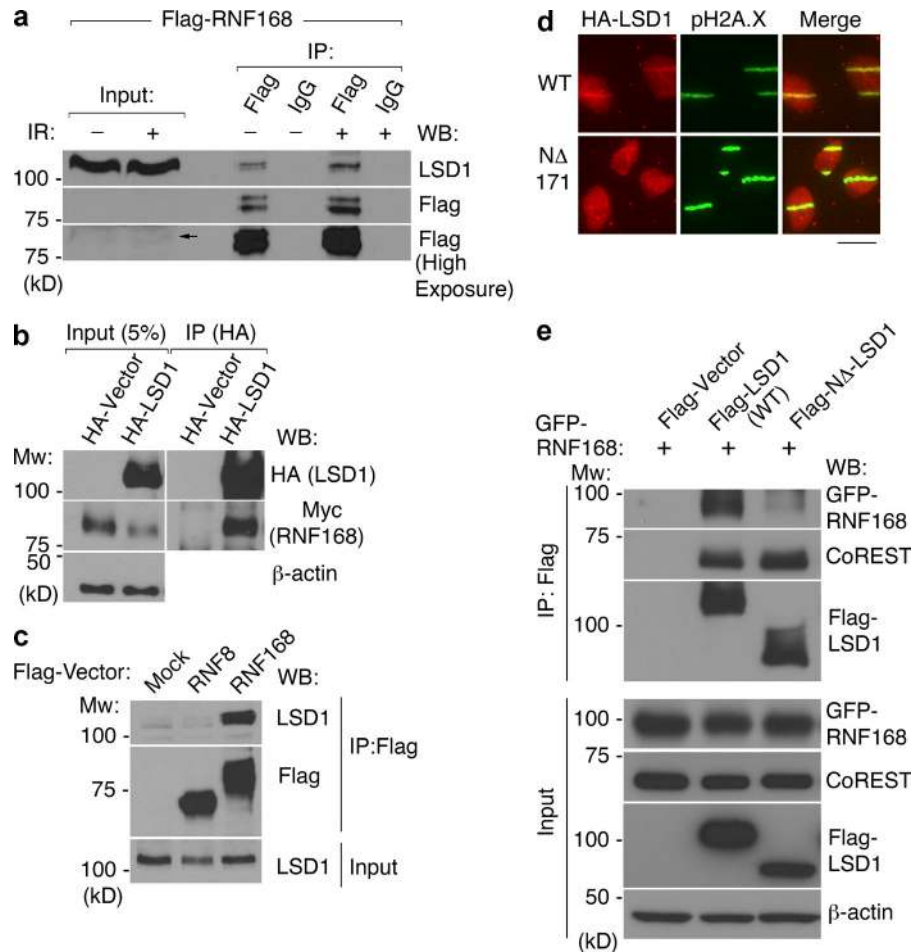 a
Flag-RNF168
IP:
Input:
Flag
IgG
Flag
IgG
IR: – + – – + + WB:
100 - LSD1
75 - Flag
75 - Flag
(kD) (High
Exposure)
b
Input (5%) IP (HA)
HA-Vector
HA-LSD1
HA-Vector
HA-LSD1
WB:
Mw:
100 - HA (LSD1)
Myc
75 - (RNF168)
50 -
β-actin
(kD)
c
Flag-Vector: Mock RNF8 RNF168 WB:
Mw:
100 - LSD1
IP:Flag
75 - Flag
100 - LSD1 Input
(kD)
d
HA-LSD1 pH2A.X Merge
WT
NΔ
171
e
Flag-Vector
Flag-LSD1
(WT)
Flag-NΔ-LSD1
GFP-
RNF168: + + +
Mw: WB:
IP: Flag
100 - GFP-
RNF168
75 -
CoREST
100 - Flag-
LSD1
Input
100 - GFP-
RNF168
75 -
CoREST
100 - Flag-
LSD1
50 -
β-actin
(kD)